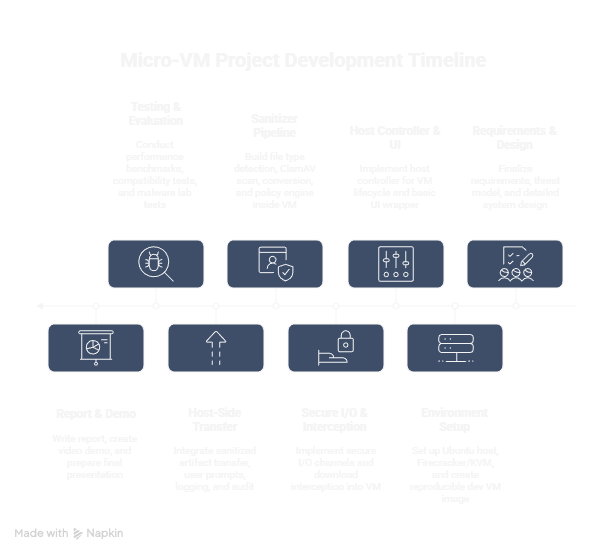 Micro-VM Project Development Timeline
Testing &
Evaluation
Conduct
performance
benchmarks,
compatibility tests,
and malware lab
tests
Sanitizer
Pipeline
Build file type
detection, ClamAV
scan, conversion,
and policy engine
inside VM
Host Controller &
UI
Implement host
controller for VM
lifecycle and basic
UI wrapper
Requirements &
Design
Finalize
requirements, threat
model, and detailed
system design
Report & Demo
Write report, create
video demo, and
prepare final
presentation
Host-Side
Transfer
Integrate sanitized
artifact transfer,
user prompts,
logging, and audit
Secure I/O &
Interception
Implement secure
I/O channels and
download
interception into VM
Environment
Setup
Set up Ubuntu host,
Firecracker/KVM,
and create
reproducible dev VM
image
Made with Napkin